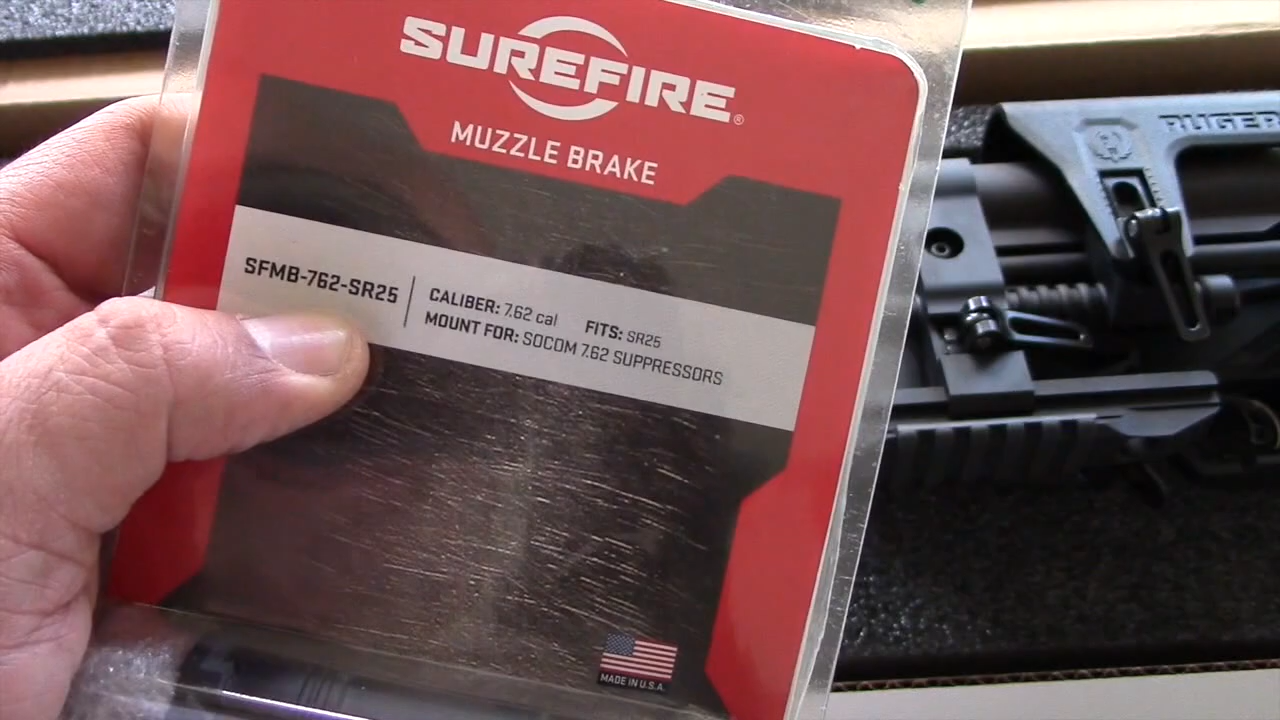 SUREFIRE®
MUZZLE BRAKE
SFMB-762-SR25
CALIBER: 7.62 cal FITS: SR25
MOUNT FOR: SOCOM 7.62 SUPPRESSORS
MADE IN U.S.A.
RUGER